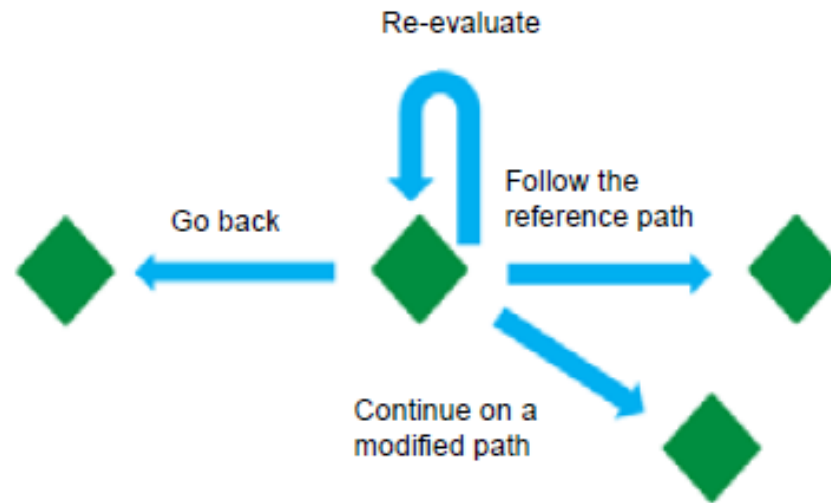 Re-evaluate
Follow the
reference path
Go back
Continue on a
modified path